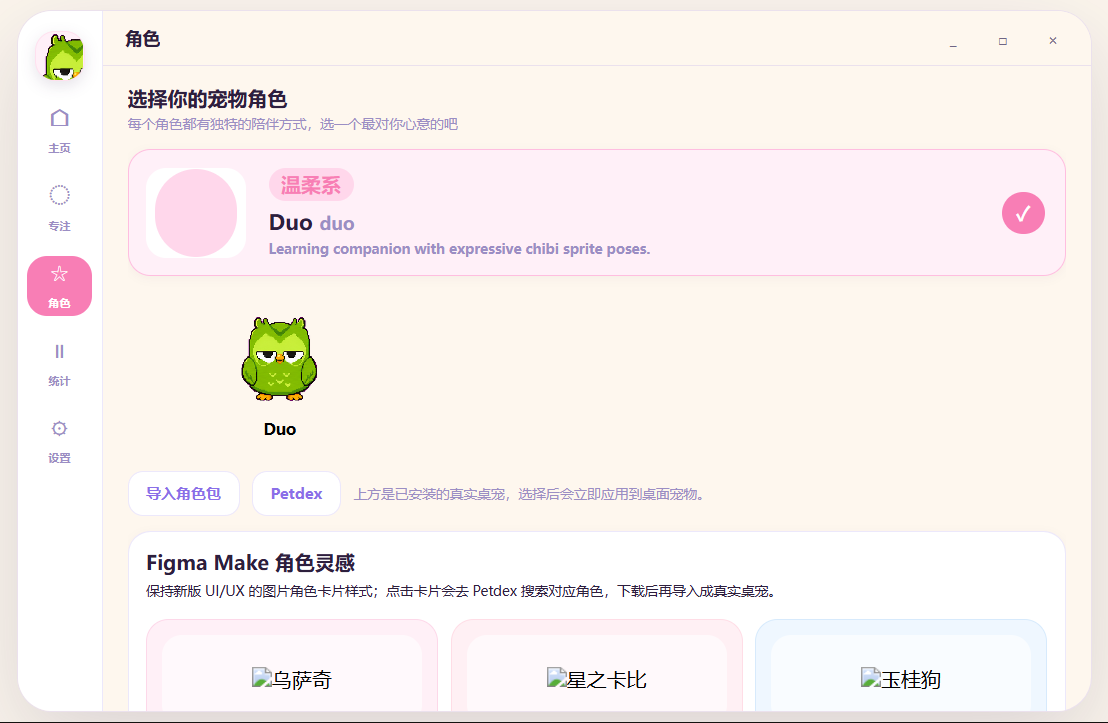 角色
主页
专注
角色
统计
设置
选择你的宠物角色
每个角色都有独特的陪伴方式，选一个最对你心意的吧
温柔系
Duo duo
Learning companion with expressive chibi sprite poses.
Duo
导入角色包 Petdex 上方是已安装的真实桌宠，选择后会立即应用到桌面宠物。
Figma Make 角色灵感
保持新版 UI/UX 的图片角色卡片样式；点击卡片会去 Petdex 搜索对应角色，下载后再导入成真实桌宠。
乌萨奇 星之卡比 玉桂狗